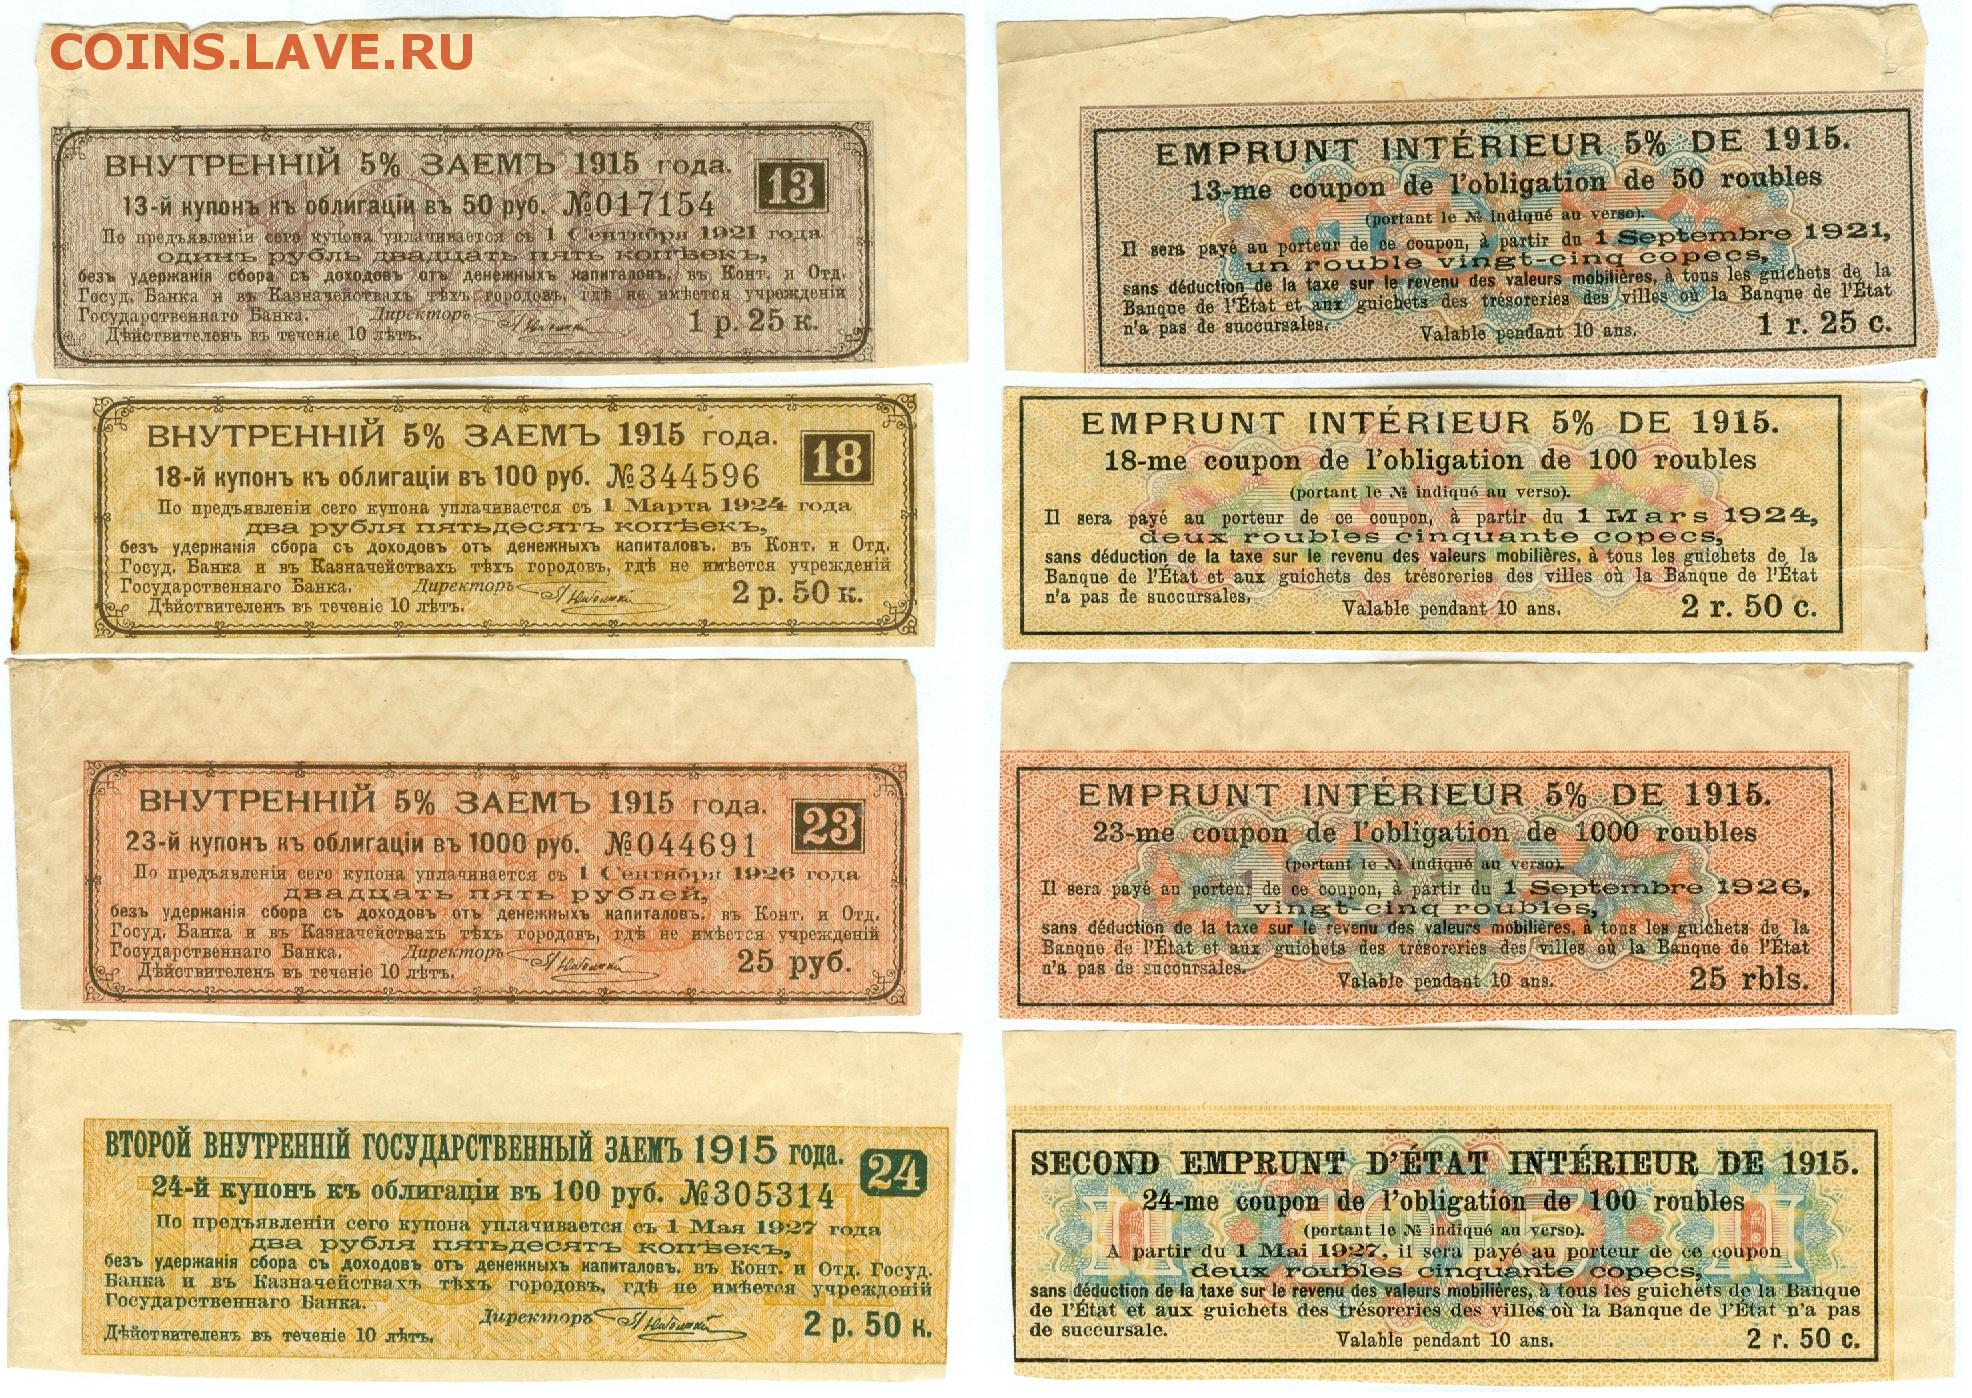 COINS.LAVE.RU
ВНУТРЕННІЙ 5% ЗАЕМЪ 1915 года.
13
13-й купонъ къ облигаціи въ 50 руб. №017154
По предъявленіи сего купона уплачивается съ 1 Сентября 1921 года
одинъ рубль двадцать пять копѣекъ,
безъ удержанія сбора съ доходовъ отъ денежныхъ капиталовъ, въ Конт. и Отд.
Госуд. Банка и въ Казначействахъ тѣхъ городовъ, гдѣ не имѣется учрежденій
Государственнаго Банка. Директоръ
Дѣйствителенъ въ теченіе 10 лѣтъ.
1 р. 25 к.
EMPRUNT INTÉRIEUR 5% DE 1915.
13-me coupon de l'obligation de 50 roubles
(portant le № indiqué au verso).
Il sera payé au porteur de ce coupon, à partir du 1 Septembre 1921,
un rouble vingt-cinq copecs,
sans déduction de la taxe sur le revenu des valeurs mobilières, à tous les guichets de la
Banque de l'État et aux guichets des trésoreries des villes où la Banque de l'État
n'a pas de succursales.
Valable pendant 10 ans.
1 r. 25 c.
ВНУТРЕННІЙ 5% ЗАЕМЪ 1915 года.
18
18-й купонъ къ облигаціи въ 100 руб. №344596
По предъявленіи сего купона уплачивается съ 1 Марта 1924 года
два рубля пятьдесятъ копѣекъ,
безъ удержанія сбора съ доходовъ отъ денежныхъ капиталовъ, въ Конт. и Отд.
Госуд. Банка и въ Казначействахъ тѣхъ городовъ, гдѣ не имѣется учрежденій
Государственнаго Банка. Директоръ
Дѣйствителенъ въ теченіе 10 лѣтъ.
2 р. 50 к.
EMPRUNT INTÉRIEUR 5% DE 1915.
18-me coupon de l'obligation de 100 roubles
(portant le № indiqué au verso).
Il sera payé au porteur de ce coupon, à partir du 1 Mars 1924,
deux roubles cinquante copecs,
sans déduction de la taxe sur le revenu des valeurs mobilières, à tous les guichets de la
Banque de l'État et aux guichets des trésoreries des villes où la Banque de l'État
n'a pas de succursales.
Valable pendant 10 ans.
2 r. 50 c.
ВНУТРЕННІЙ 5% ЗАЕМЪ 1915 года.
23
23-й купонъ къ облигаціи въ 1000 руб. №044691
По предъявленіи сего купона уплачивается съ 1 Сентября 1926 года
двадцать пять рублей,
безъ удержанія сбора съ доходовъ отъ денежныхъ капиталовъ, въ Конт. и Отд.
Госуд. Банка и въ Казначействахъ тѣхъ городовъ, гдѣ не имѣется учрежденій
Государственнаго Банка. Директоръ
Дѣйствителенъ въ теченіе 10 лѣтъ.
25 руб.
EMPRUNT INTÉRIEUR 5% DE 1915.
23-me coupon de l'obligation de 1000 roubles
(portant le № indiqué au verso).
Il sera payé au porteur de ce coupon, à partir du 1 Septembre 1926,
vingt-cinq roubles,
sans déduction de la taxe sur le revenu des valeurs mobilières, à tous les guichets de la
Banque de l'État et aux guichets des trésoreries des villes où la Banque de l'État
n'a pas de succursales.
Valable pendant 10 ans.
25 rbls.
ВТОРОЙ ВНУТРЕННІЙ ГОСУДАРСТВЕННЫЙ ЗАЕМЪ 1915 года.
24
24-й купонъ къ облигаціи въ 100 руб. №305314
По предъявленіи сего купона уплачивается съ 1 Мая 1927 года
два рубля пятьдесятъ копѣекъ,
безъ удержанія сбора съ доходовъ отъ денежныхъ капиталовъ, въ Конт. и Отд. Госуд.
Банка и въ Казначействахъ тѣхъ городовъ, гдѣ не имѣется учрежденій
Государственнаго Банка.
Директоръ
Дѣйствителенъ въ теченіе 10 лѣтъ.
2 р. 50 к.
SECOND EMPRUNT D'ÉTAT INTÉRIEUR DE 1915.
24-me coupon de l'obligation de 100 roubles
(portant le № indiqué au verso).
A partir du 1 Mai 1927, il sera payé au porteur de ce coupon
deux roubles cinquante copecs,
sans déduction de la taxe sur le revenu des valeurs mobilières, à tous les guichets de la Banque
de l'État et aux guichets des trésoreries des villes où la Banque de l'État n'a pas
de succursale.
Valable pendant 10 ans.
2 r. 50 c.